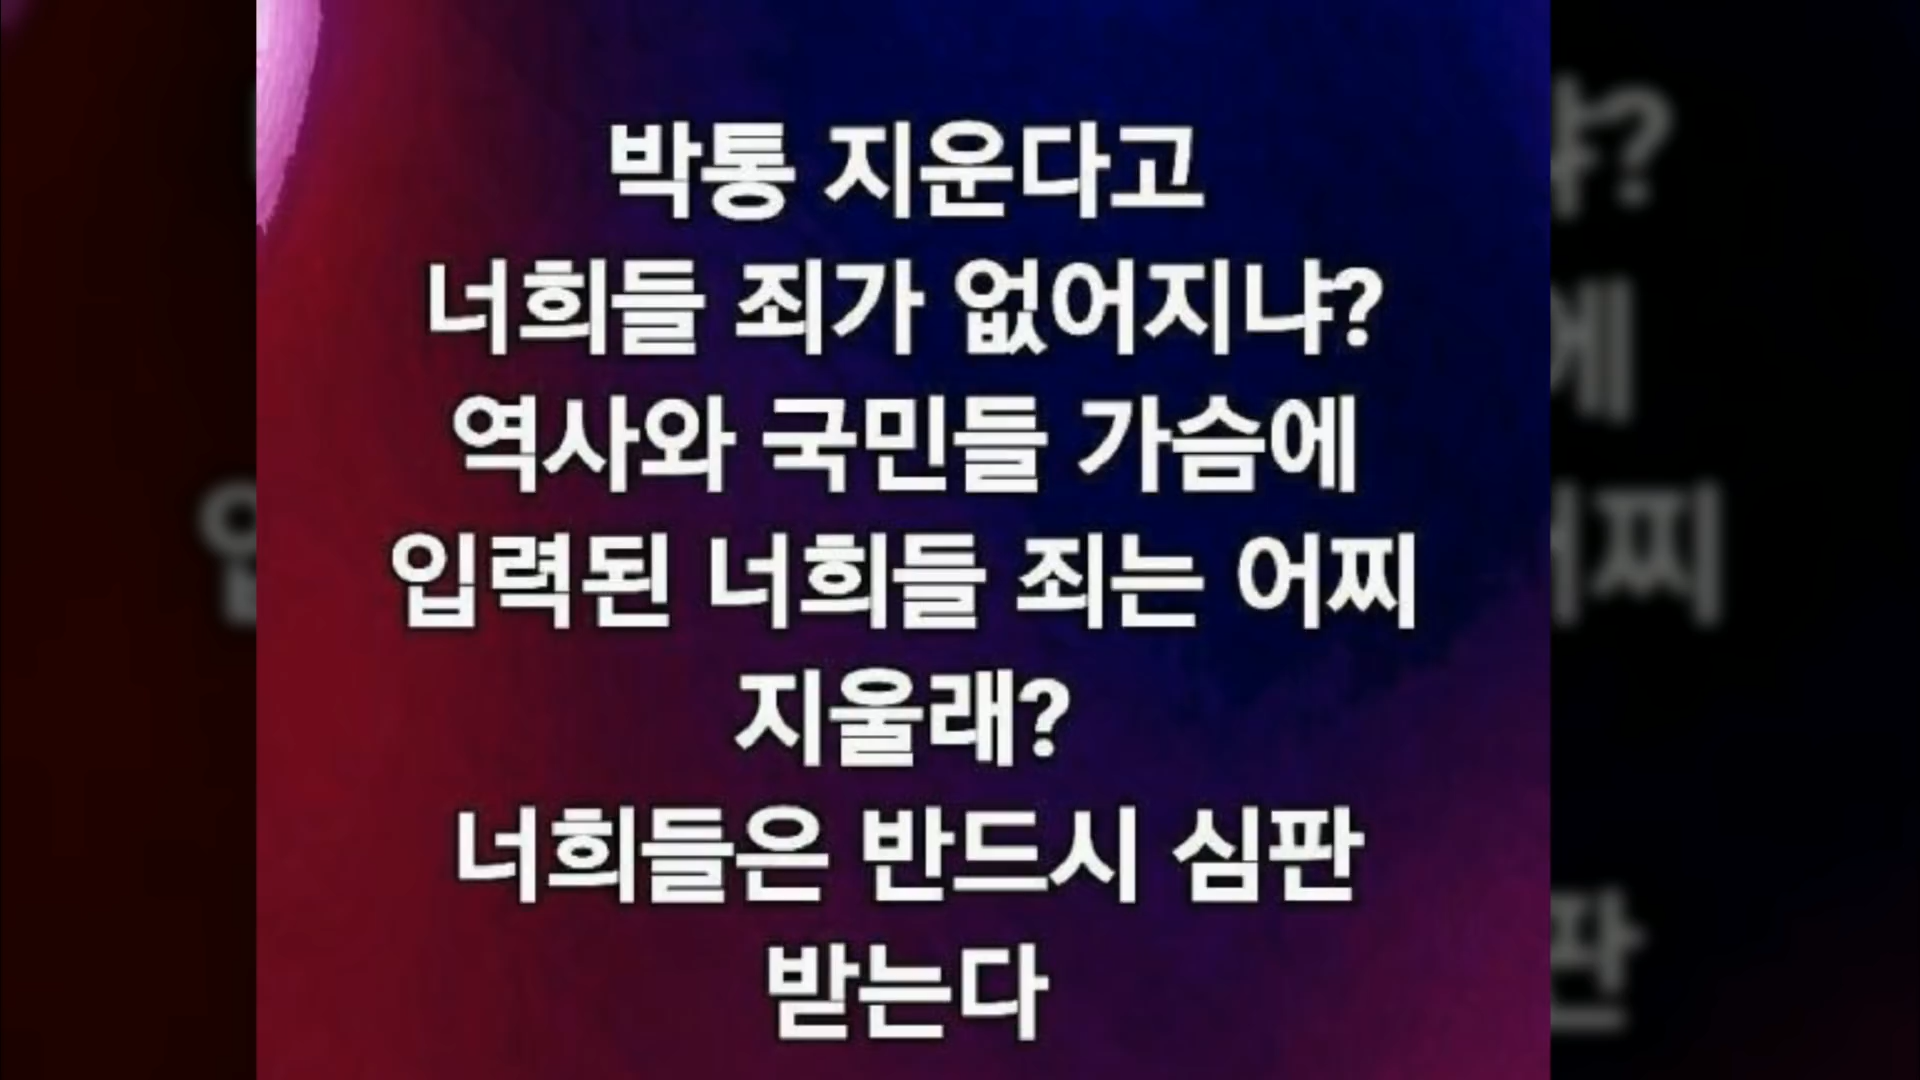 박통 지운다고
너희들 죄가 없어지냐?
역사와 국민들 가슴에
입력된 너희들 죄는 어찌
지울래?
너희들은 반드시 심판
받는다